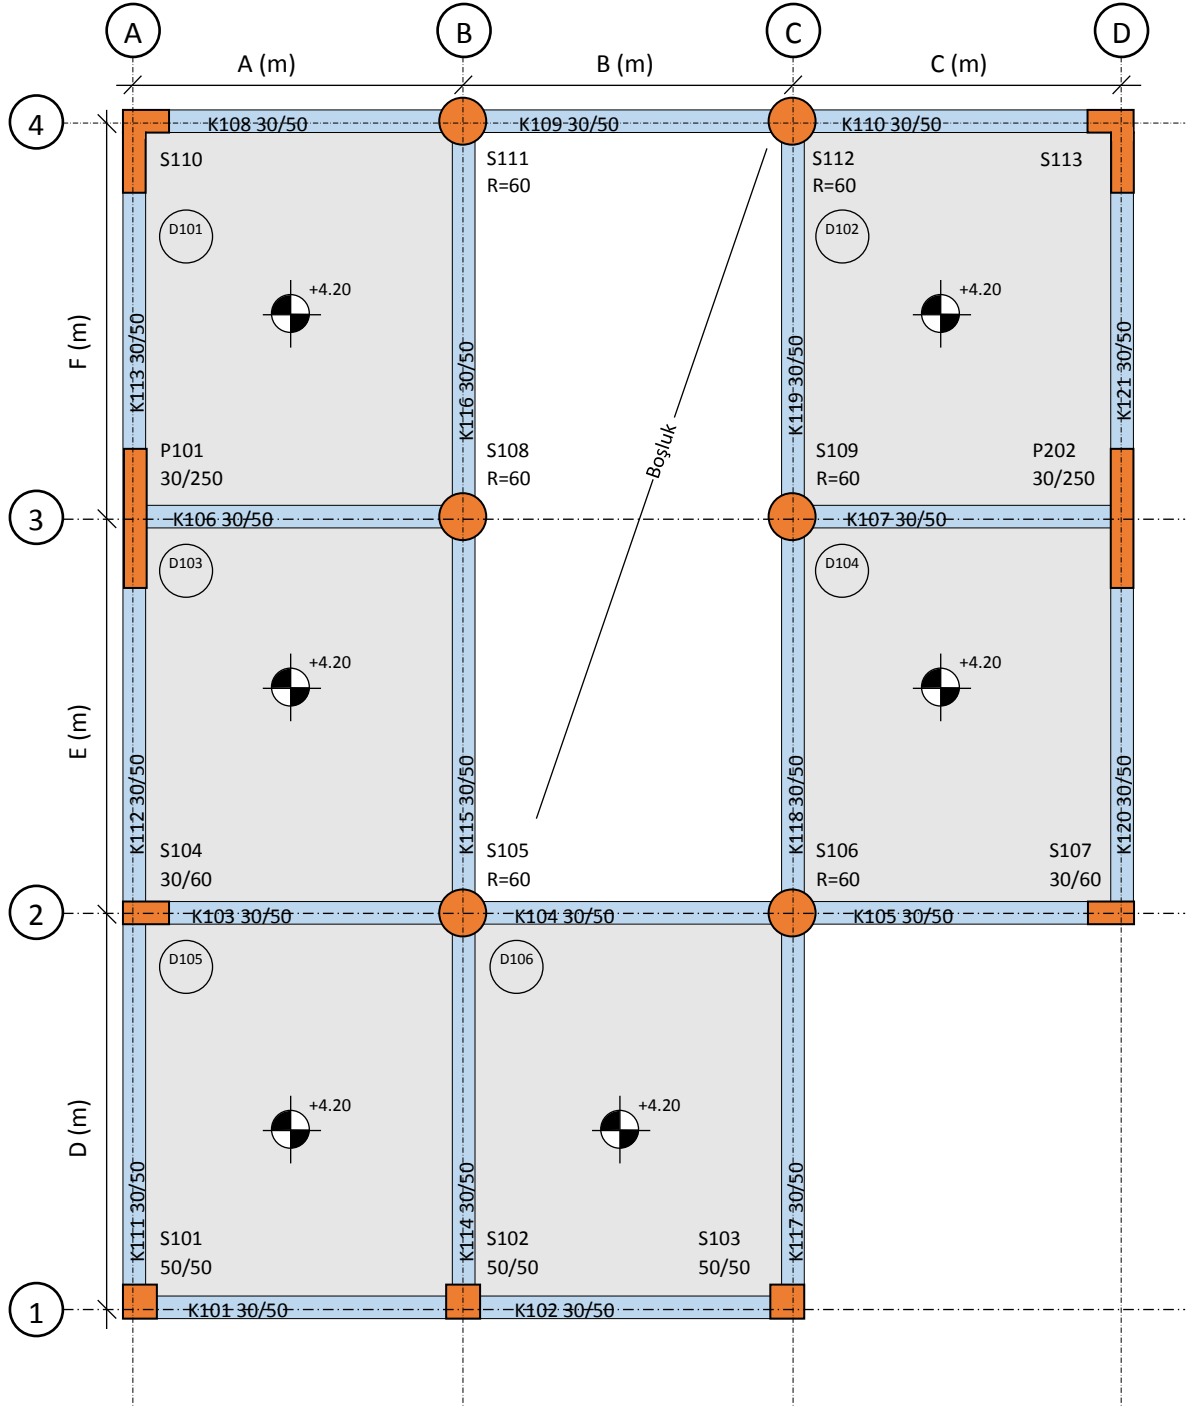 A
B
C
D
A (m)
B (m)
C (m)
4
K108 30/50
K109 30/50
K110 30/50
S110
S111
R=60
S112
R=60
S113
D101
D102
+4.20
+4.20
F (m)
K113 30/50
K116 30/50
K119 30/50
K121 30/50
Boşluk
P101
30/250
S108
R=60
S109
R=60
P202
30/250
3
K106 30/50
K107 30/50
D103
D104
+4.20
+4.20
E (m)
K112 30/50
K115 30/50
K118 30/50
K120 30/50
S104
30/60
S105
R=60
S106
R=60
S107
30/60
2
K103 30/50
K104 30/50
K105 30/50
D105
D106
+4.20
+4.20
D (m)
K111 30/50
K114 30/50
K117 30/50
S101
50/50
S102
50/50
S103
50/50
1
K101 30/50
K102 30/50